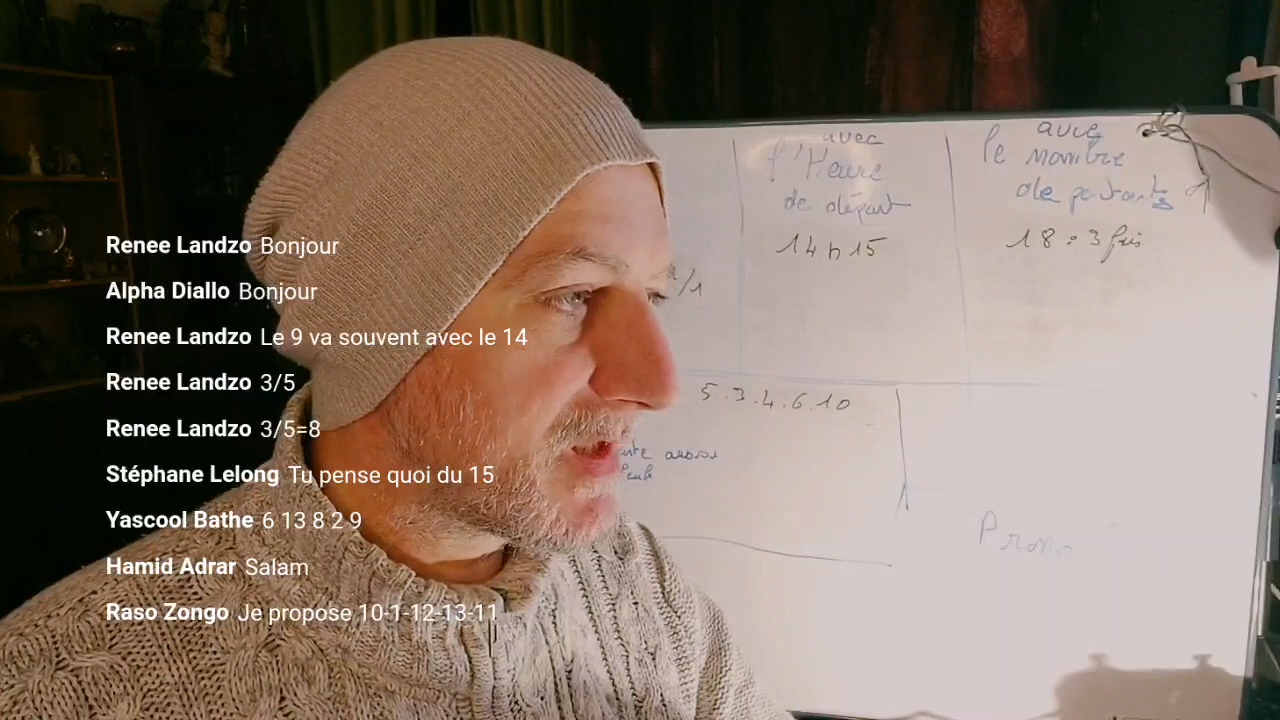 Renee Landzo Bonjour
Alpha Diallo Bonjour
Renee Landzo Le 9 va souvent avec le 14
Renee Landzo 3/5
Renee Landzo 3/5=8
Stéphane Lelong Tu pense quoi du 15
Yascool Bathe 6 13 8 2 9
Hamid Adrar Salam
Raso Zongo Je propose 10-1-12-13-11
/1
avec
l'Heure
de départ
14h15
avec
le nombre
de partants
18 : 3 fois
5.3.4.6.10
Prono